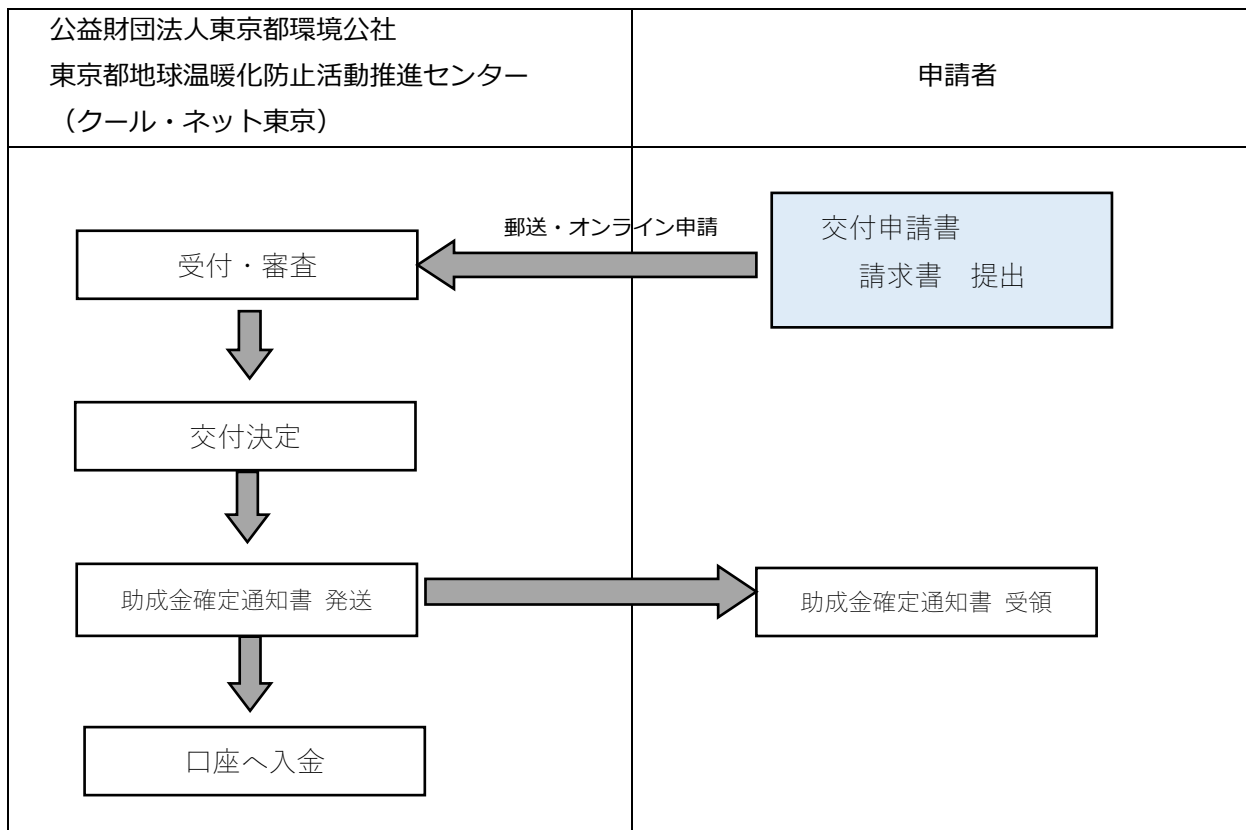 公益財団法人東京都環境公社
東京都地球温暖化防止活動推進センター
（クール・ネット東京）
申請者
郵送・オンライン申請
交付申請書
請求書　提出
受付・審査
交付決定
助成金確定通知書 発送
助成金確定通知書 受領
口座へ入金